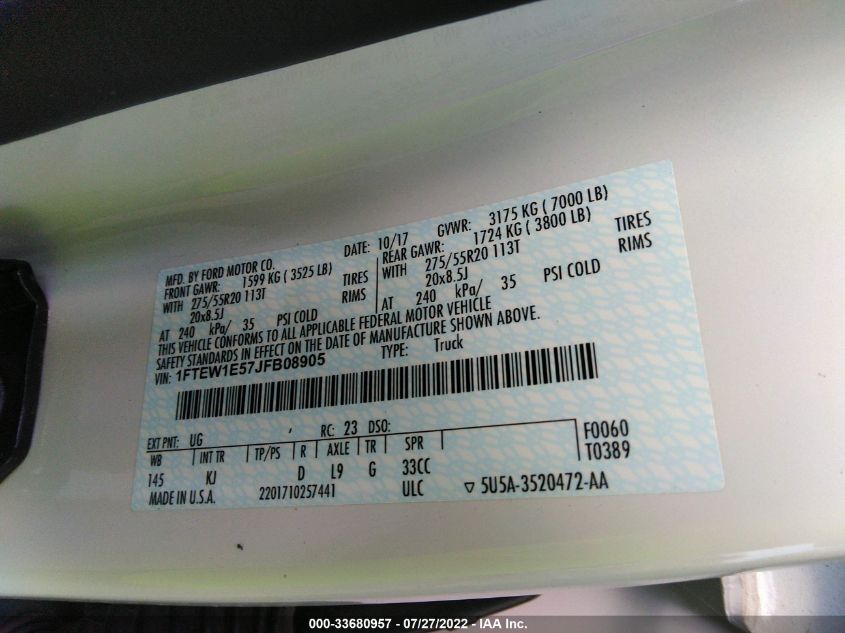 MFD. BY FORD MOTOR CO.
DATE: 10/17 GVWR: 3175 KG ( 7000 LB)
FRONT GAWR: 1599 KG ( 3525 LB)
REAR GAWR: 1724 KG ( 3800 LB)
WITH 275/55R20 113T TIRES
WITH 275/55R20 113T TIRES
20x8.5J RIMS
20x8.5J RIMS
AT 240 kPa/ 35 PSI COLD
AT 240 kPa/ 35 PSI COLD
THIS VEHICLE CONFORMS TO ALL APPLICABLE FEDERAL MOTOR VEHICLE
SAFETY STANDARDS IN EFFECT ON THE DATE OF MANUFACTURE SHOWN ABOVE.
VIN: 1FTEW1E57JFB08905 TYPE: Truck
EXT PNT: UG , RC: 23 DSO:
F0060
WB INT TR TP/PS R AXLE TR SPR
T0389
145 KJ D L9 G 33CC
MADE IN U.S.A. 2201710257441 ULC ▽ 5U5A-3520472-AA
000-33680957 - 07/27/2022 - IAA Inc.